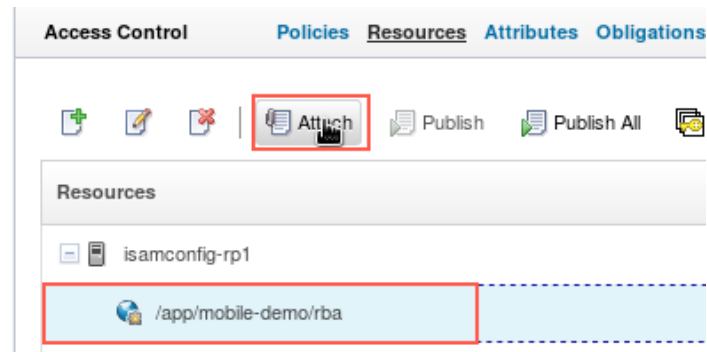 Access Control Policies Resources Attributes Obligations
Attach Publish Publish All
Resources
isamconfig-rp1
/app/mobile-demo/rba